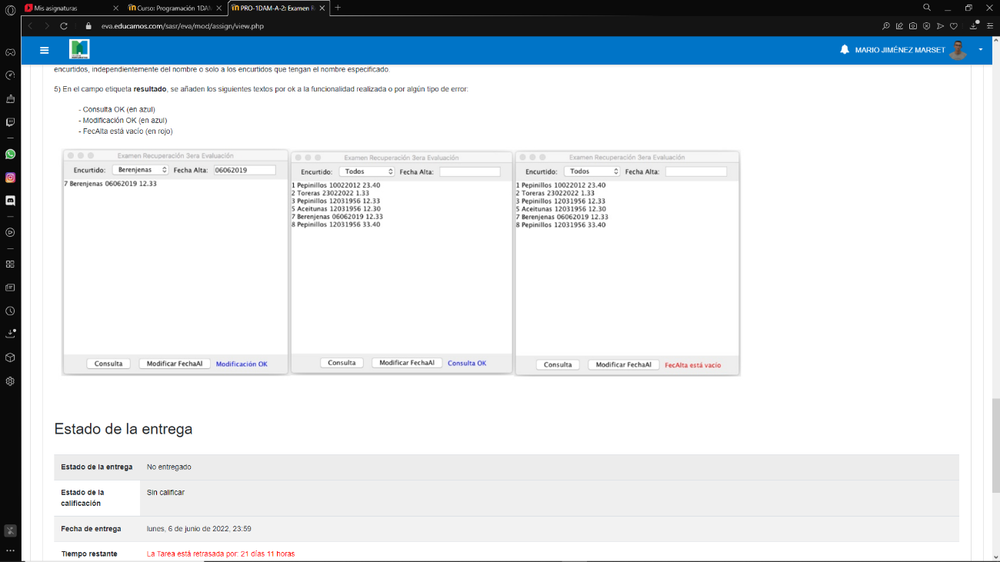 Mis asignaturas
Curso: Programación 1DAM
PRO-1DAM-A-2: Examen R
eva.educamos.com/sasr/eva/mod/assign/view.php
MARIO JIMÉNEZ MARSET
encurtidos, independientemente del nombre o solo a los encurtidos que tengan el nombre especificado.
5) En el campo etiqueta resultado, se añaden los siguientes textos por ok a la funcionalidad realizada o por algún tipo de error:
- Consulta OK (en azul)
- Modificación OK (en azul)
- FecAlta está vacío (en rojo)
Examen Recuperación 3era Evaluación
Encurtido: Berenjenas Fecha Alta: 06062019
7 Berenjenas 06062019 12.33
Consulta Modificar FechaAl Modificación OK
Examen Recuperación 3era Evaluación
Encurtido: Todos Fecha Alta:
1 Pepinillos 10022012 23.40
2 Toreras 23022022 1.33
3 Pepinillos 12031956 12.33
5 Aceitunas 12031956 12.30
7 Berenjenas 06062019 12.33
8 Pepinillos 12031956 33.40
Consulta Modificar FechaAl Consulta OK
Examen Recuperación 3era Evaluación
Encurtido: Todos Fecha Alta:
1 Pepinillos 10022012 23.40
2 Toreras 23022022 1.33
3 Pepinillos 12031956 12.33
5 Aceitunas 12031956 12.30
7 Berenjenas 06062019 12.33
8 Pepinillos 12031956 33.40
Consulta Modificar FechaAl FecAlta está vacío
Estado de la entrega
Estado de la entrega No entregado
Estado de la
calificación
Sin calificar
Fecha de entrega lunes, 6 de junio de 2022, 23:59
Tiempo restante La Tarea está retrasada por: 21 días 11 horas